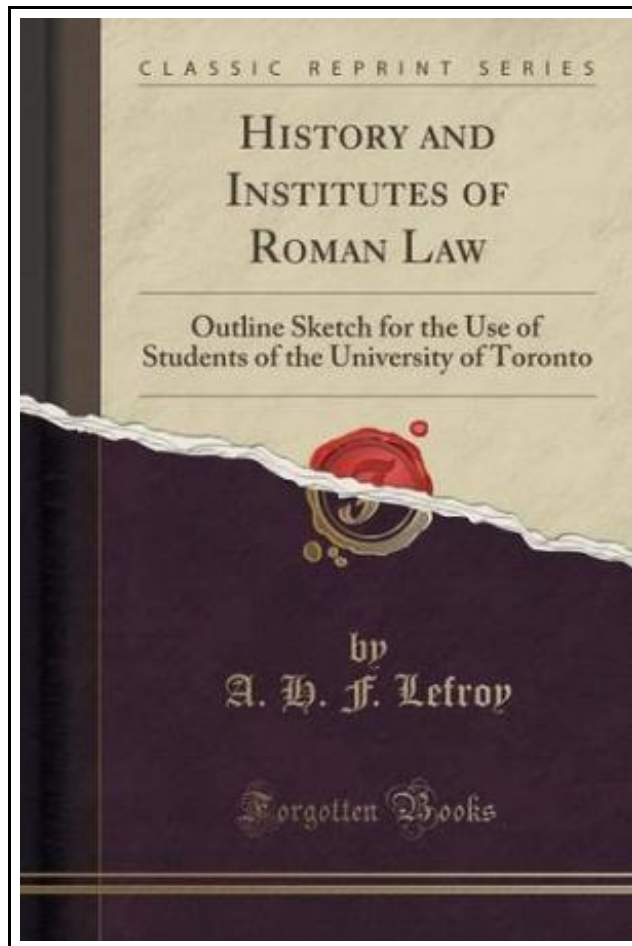 CLASSIC REPRINT SERIES
HISTORY AND
INSTITUTES OF
ROMAN LAW
Outline Sketch for the Use of
Students of the University of Toronto
F
by
A. H. F. Lefroy
Forgotten Books